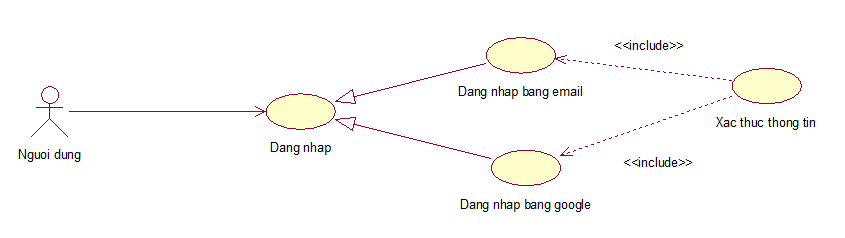 <<include>>
Dang nhap bang email
Xac thuc thong tin
Nguoi dung
Dang nhap
<<include>>
Dang nhap bang google